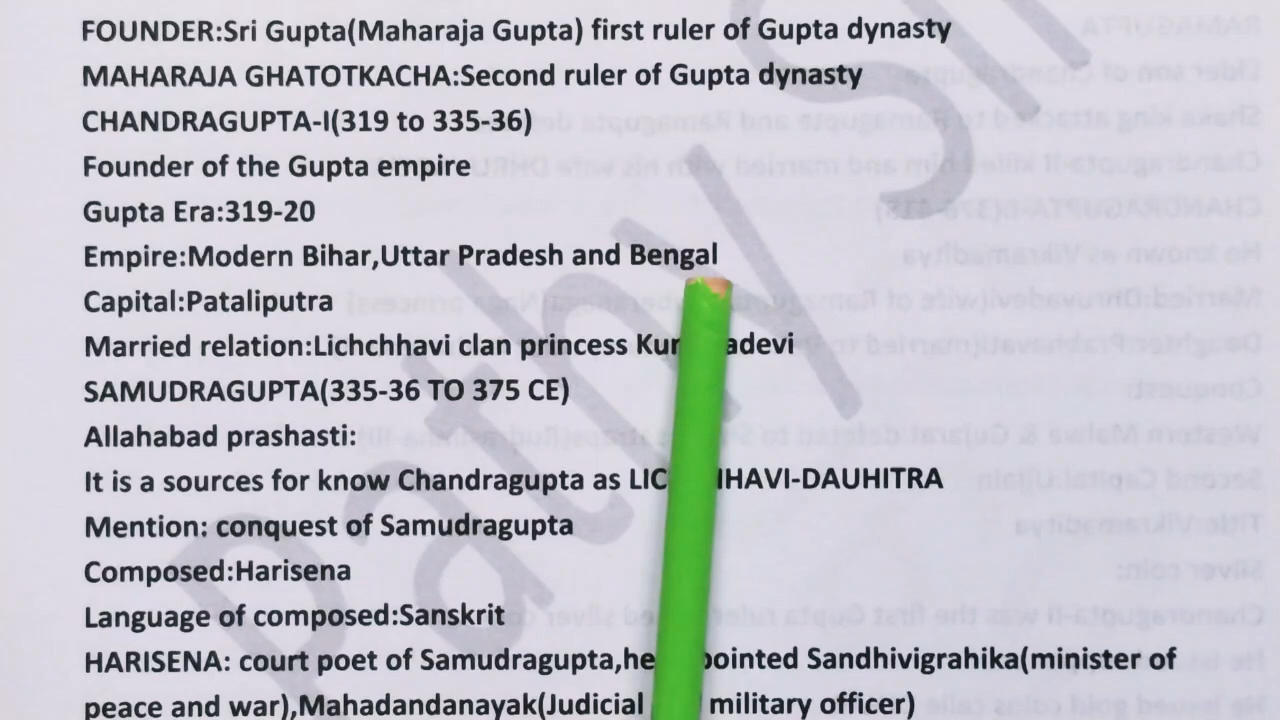 FOUNDER:Sri Gupta(Maharaja Gupta) first ruler of Gupta dynasty
MAHARAJA GHATOTKACHA:Second ruler of Gupta dynasty
CHANDRAGUPTA-I(319 to 335-36)
Founder of the Gupta empire
Gupta Era:319-20
Empire:Modern Bihar,Uttar Pradesh and Bengal
Capital:Pataliputra
Married relation:Lichchhavi clan princess
SAMUDRAGUPTA(335-36 TO 375 CE)
Allahabad prashasti:
It is a sources for know Chandragupta as
Mention: conquest of Samudragupta
Composed:Harisena
Language of composed:Sanskrit
HARISENA: court poet of Samudragupta,he Sandhivigrahika(minister of
peace and war),Mahadandanayak(Judicial military officer)